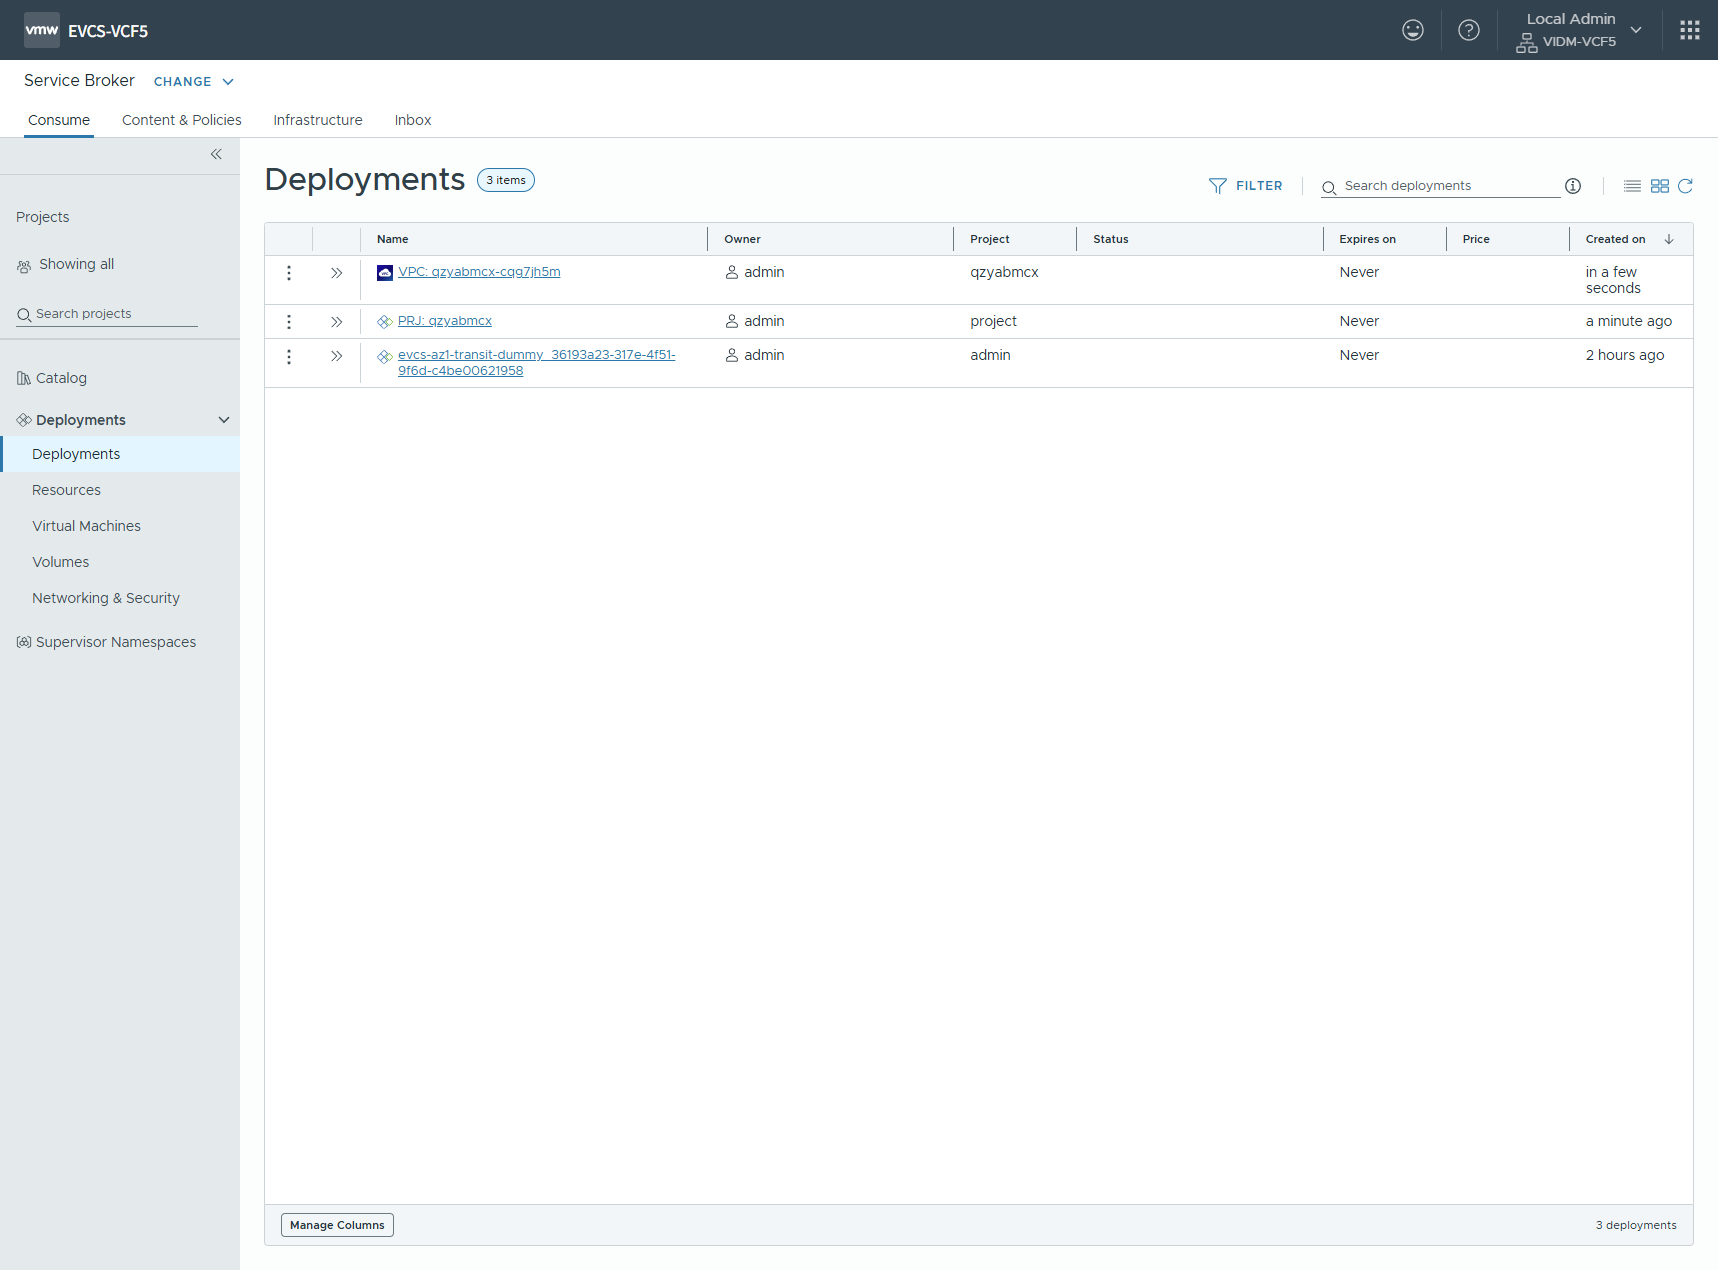 vmw EVCS-VCF5
Local Admin
VIDM-VCF5
Service Broker CHANGE
Consume Content & Policies Infrastructure Inbox
Projects
Showing all
Search projects
Catalog
Deployments
Deployments
Resources
Virtual Machines
Volumes
Networking & Security
Supervisor Namespaces
Deployments 3 items
FILTER Search deployments
Name Owner Project Status Expires on Price Created on
VPC: qzyabmcx-cqg7jh5m admin qzyabmcx Never in a few
seconds
PRJ: qzyabmcx admin project Never a minute ago
evcs-az1-transit-dummy_36193a23-317e-4f51- admin admin Never 2 hours ago
9f6d-c4be00621958
Manage Columns 3 deployments